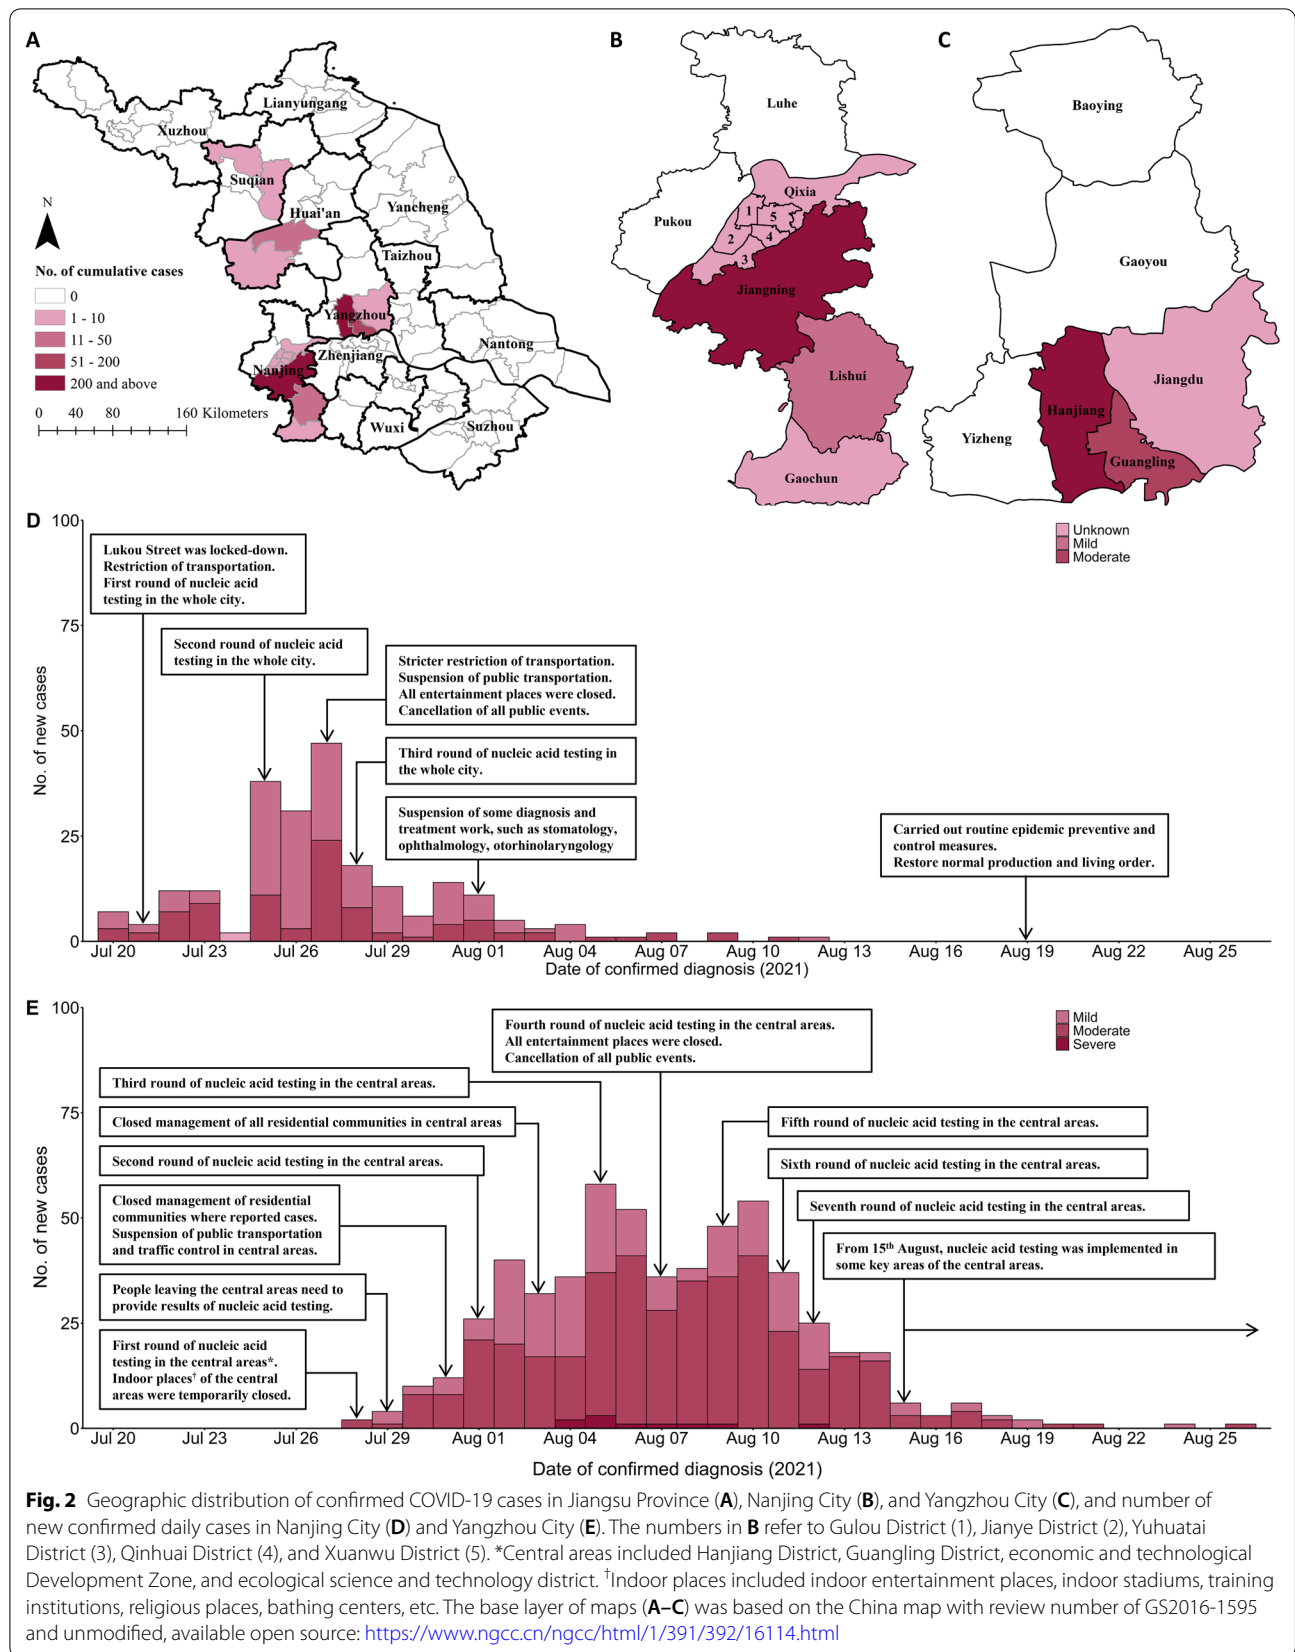 A
Lianyungang
Xuzhou
Suqian
Huai'an
Yancheng
Taizhou
Yangzhou
Zhenjiang
Nantong
Nanjing
Wuxi
Suzhou
N
No. of cumulative cases
0
1 - 10
11 - 50
51 - 200
200 and above
0 40 80 160 Kilometers
B
Luhe
Qixia
Pukou
1
5
2
4
3
Jiangning
Lishui
Gaochun
C
Baoying
Gaoyou
Jiangdu
Hanjiang
Yizheng
Guangling
D
Unknown
Mild
Moderate
No. of new cases
100
75
50
25
0
Lukou Street was locked-down.
Restriction of transportation.
First round of nucleic acid
testing in the whole city.
Second round of nucleic acid
testing in the whole city.
Stricter restriction of transportation.
Suspension of public transportation.
All entertainment places were closed.
Cancellation of all public events.
Third round of nucleic acid testing in
the whole city.
Suspension of some diagnosis and
treatment work, such as stomatology,
ophthalmology, otorhinolaryngology
Carried out routine epidemic preventive and
control measures.
Restore normal production and living order.
Jul 20 Jul 23 Jul 26 Jul 29 Aug 01 Aug 04 Aug 07 Aug 10 Aug 13 Aug 16 Aug 19 Aug 22 Aug 25
Date of confirmed diagnosis (2021)
E
Mild
Moderate
Severe
No. of new cases
100
75
50
25
0
Fourth round of nucleic acid testing in the central areas.
All entertainment places were closed.
Cancellation of all public events.
Third round of nucleic acid testing in the central areas.
Closed management of all residential communities in central areas
Second round of nucleic acid testing in the central areas.
Closed management of residential
communities where reported cases.
Suspension of public transportation
and traffic control in central areas.
People leaving the central areas need to
provide results of nucleic acid testing.
First round of nucleic acid
testing in the central areas*.
Indoor places† of the central
areas were temporarily closed.
Fifth round of nucleic acid testing in the central areas.
Sixth round of nucleic acid testing in the central areas.
Seventh round of nucleic acid testing in the central areas.
From 15th August, nucleic acid testing was implemented in
some key areas of the central areas.
Jul 20 Jul 23 Jul 26 Jul 29 Aug 01 Aug 04 Aug 07 Aug 10 Aug 13 Aug 16 Aug 19 Aug 22 Aug 25
Date of confirmed diagnosis (2021)
Fig. 2 Geographic distribution of confirmed COVID-19 cases in Jiangsu Province (A), Nanjing City (B), and Yangzhou City (C), and number of
new confirmed daily cases in Nanjing City (D) and Yangzhou City (E). The numbers in B refer to Gulou District (1), Jianye District (2), Yuhuatai
District (3), Qinhuai District (4), and Xuanwu District (5). *Central areas included Hanjiang District, Guangling District, economic and technological
Development Zone, and ecological science and technology district. †Indoor places included indoor entertainment places, indoor stadiums, training
institutions, religious places, bathing centers, etc. The base layer of maps (A–C) was based on the China map with review number of GS2016-1595
and unmodified, available open source: https://www.ngcc.cn/ngcc/html/1/391/392/16114.html